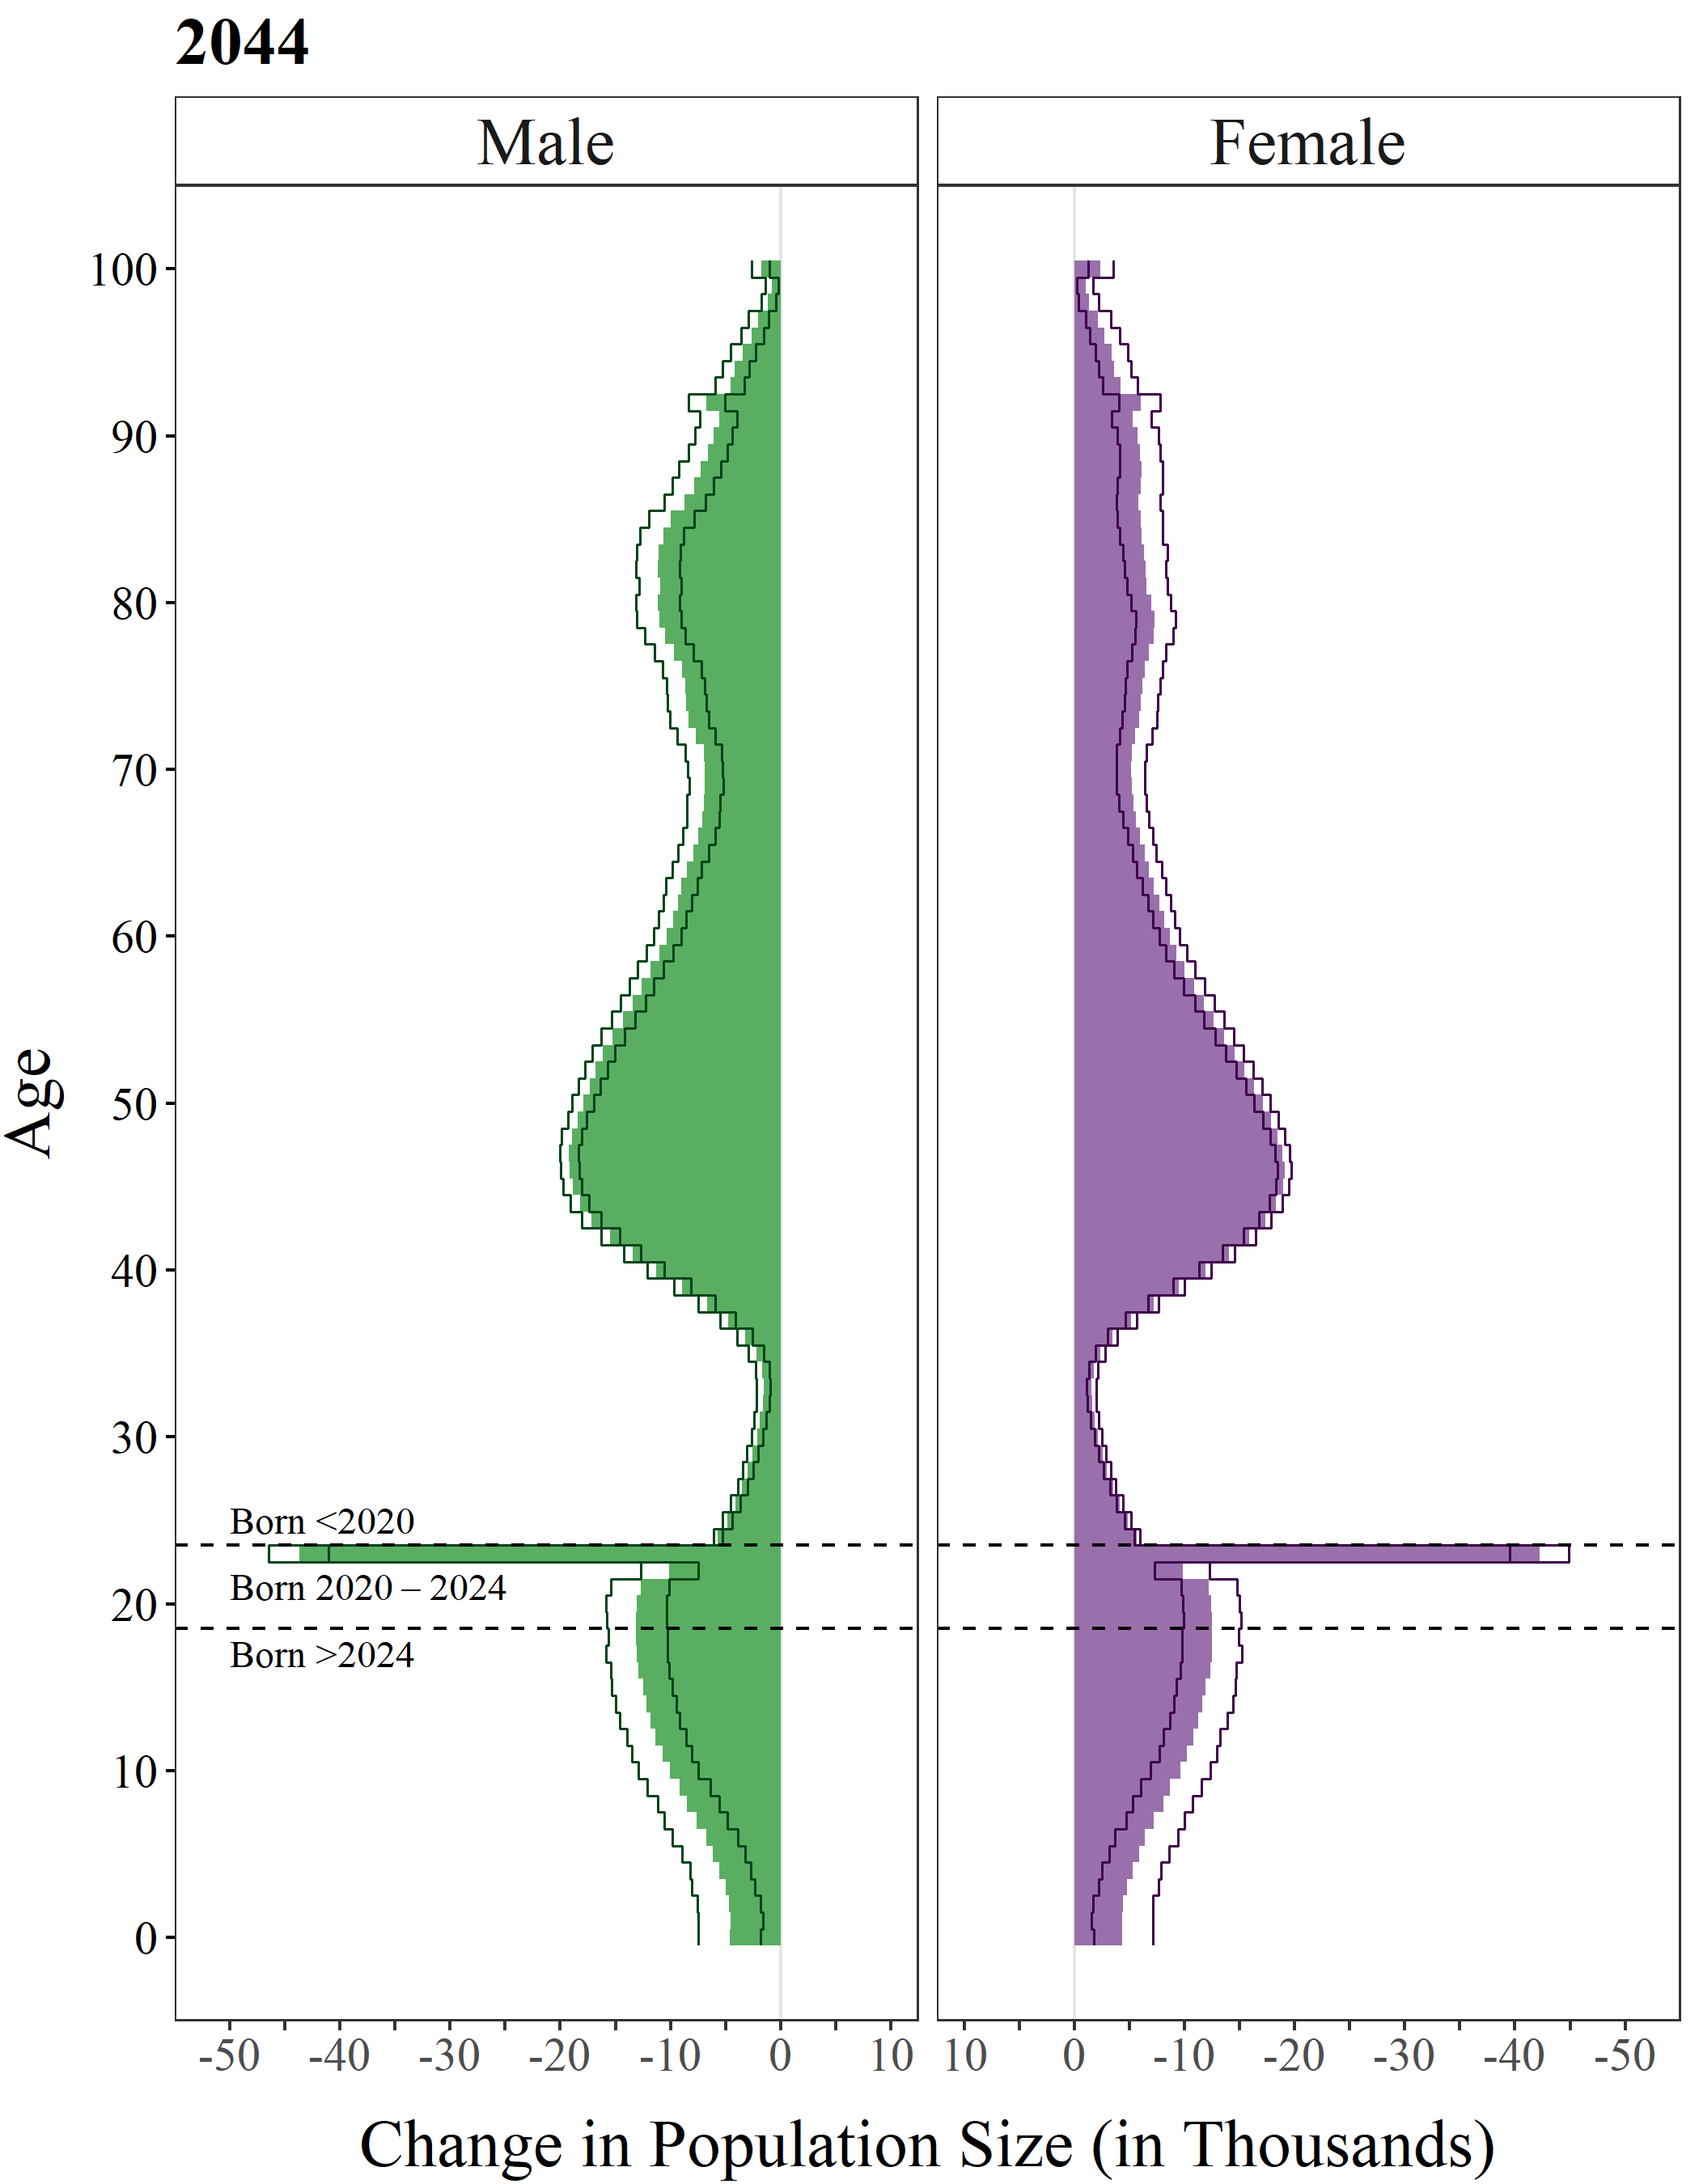 2044
Male
Female
100
90
80
70
60
50
40
30
20
10
0
Age
Born <2020
Born 2020 – 2024
Born >2024
-50 -40 -30 -20 -10 0 10
10 0 -10 -20 -30 -40 -50
Change in Population Size (in Thousands)